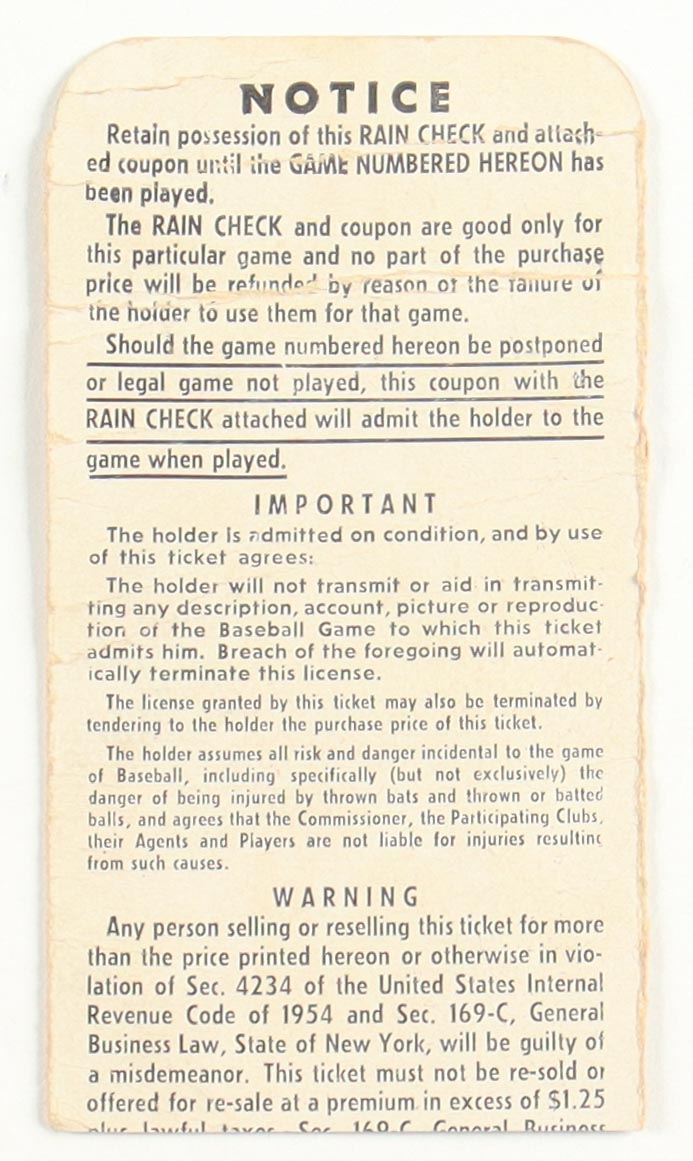 NOTICE
Retain possession of this RAIN CHECK and attach-
ed coupon until the GAME NUMBERED HEREON has
been played.
The RAIN CHECK and coupon are good only for
this particular game and no part of the purchase
price will be refunded by reason of the failure of
the holder to use them for that game.
Should the game numbered hereon be postponed
or legal game not played, this coupon with the
RAIN CHECK attached will admit the holder to the
game when played.
IMPORTANT
The holder is admitted on condition, and by use
of this ticket agrees:
The holder will not transmit or aid in transmit-
ting any description, account, picture or reproduc-
tion of the Baseball Game to which this ticket
admits him. Breach of the foregoing will automat-
ically terminate this license.
The license granted by this ticket may also be terminated by
tendering to the holder the purchase price of this ticket.
The holder assumes all risk and danger incidental to the game
of Baseball, including specifically (but not exclusively) the
danger of being injured by thrown bats and thrown or batted
balls, and agrees that the Commissioner, the Participating Clubs,
their Agents and Players are not liable for injuries resulting
from such causes.
WARNING
Any person selling or reselling this ticket for more
than the price printed hereon or otherwise in vio-
lation of Sec. 4234 of the United States Internal
Revenue Code of 1954 and Sec. 169-C, General
Business Law, State of New York, will be guilty of
a misdemeanor. This ticket must not be re-sold or
offered for re-sale at a premium in excess of $1.25
plus lawful taxes. Sec. 169-C General Business